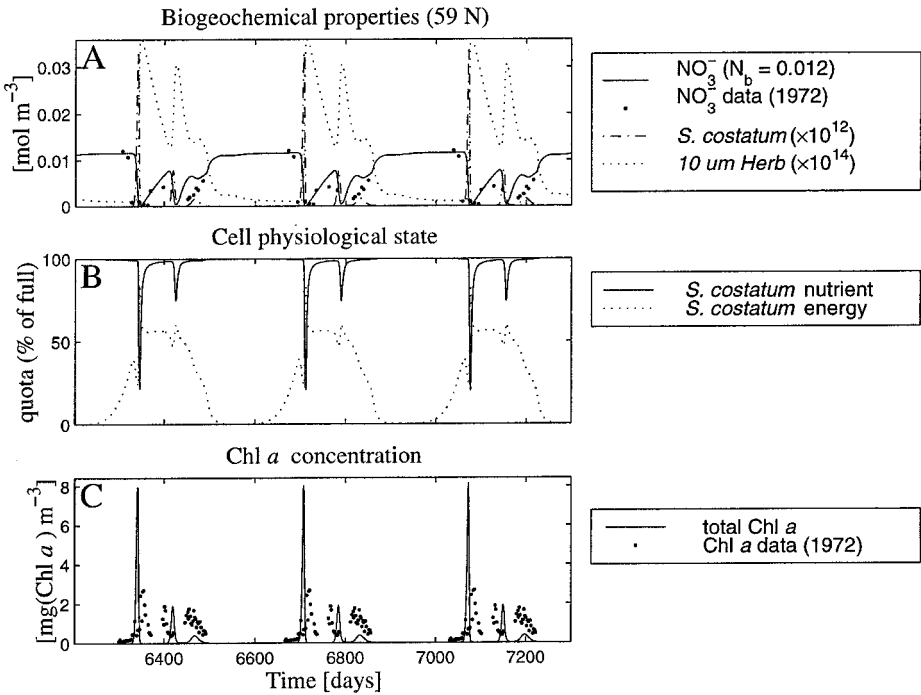 Biogeochemical properties (59 N)
A
[mol m⁻³]
0.03
0.02
0.01
0
NO₃⁻ (N_b = 0.012)
NO₃⁻ data (1972)
S. costatum (×10¹²)
10 um Herb (×10¹⁴)
Cell physiological state
B
quota (% of full)
100
50
0
S. costatum nutrient
S. costatum energy
Chl a concentration
C
[mg(Chl a ) m⁻³]
8
6
4
2
0
total Chl a
Chl a data (1972)
6400 6600 6800 7000 7200
Time [days]